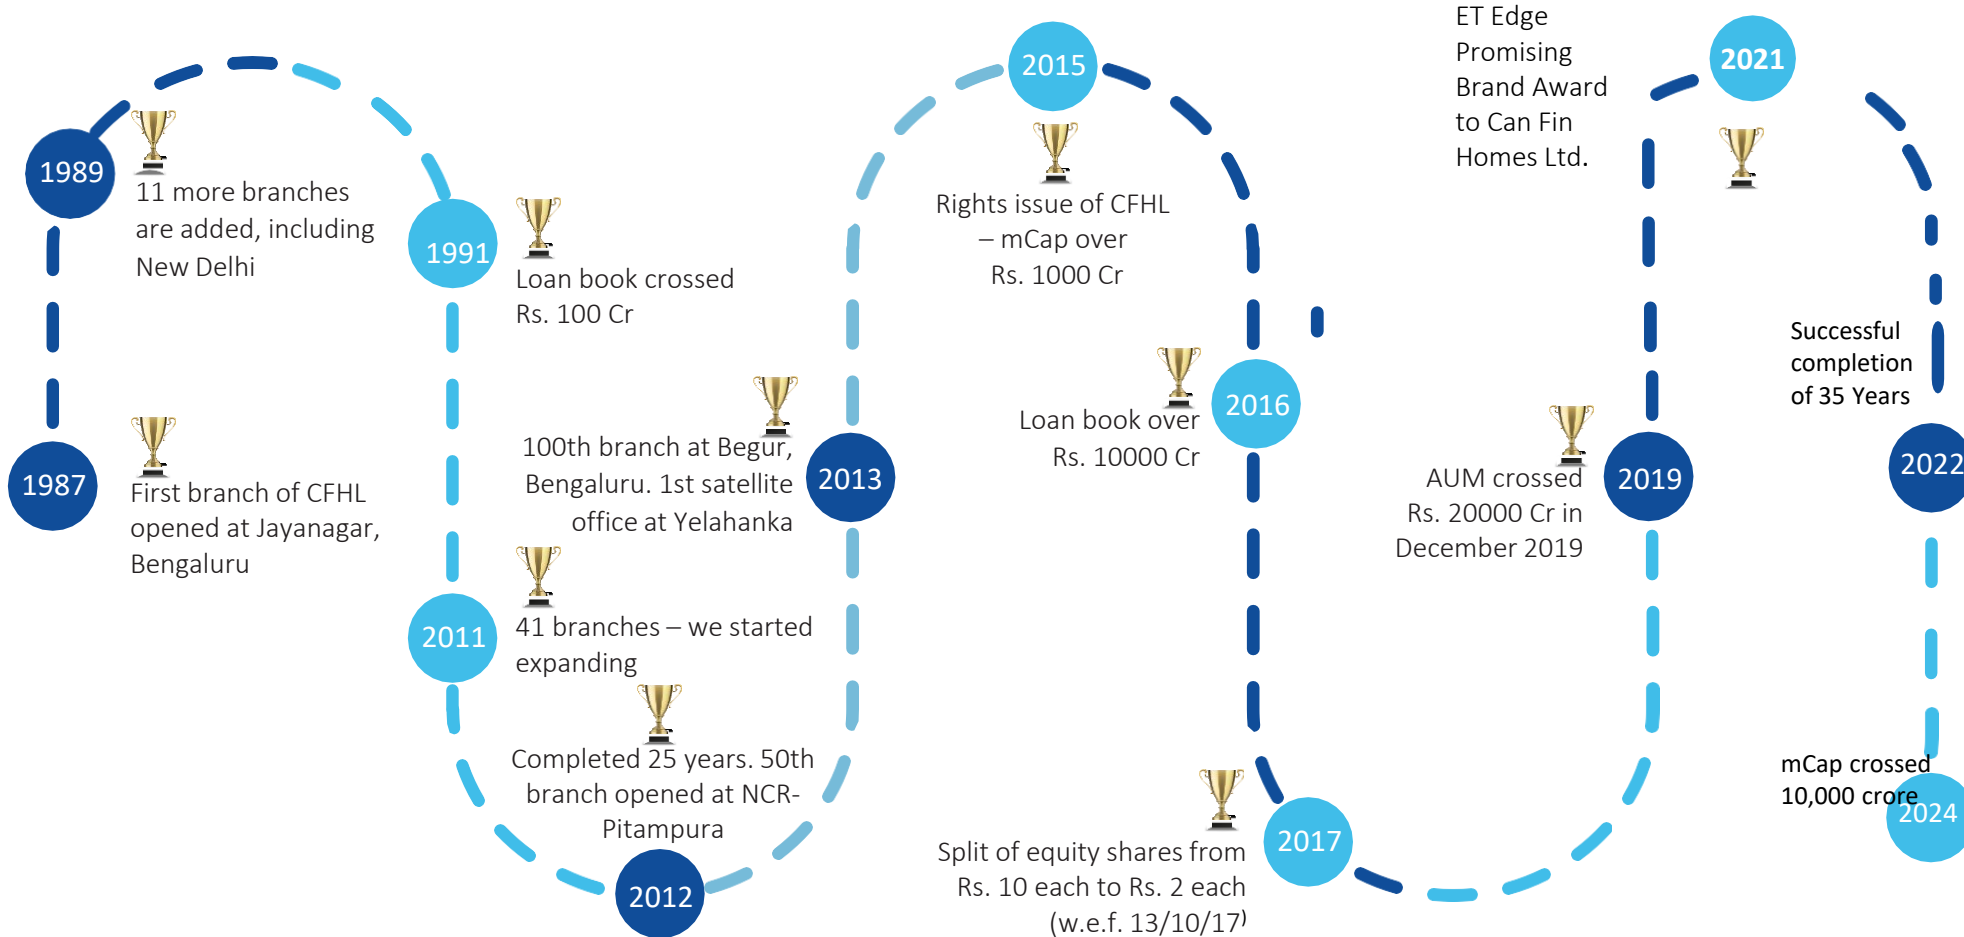 1987
First branch of CFHL
opened at Jayanagar,
Bengaluru
1989
11 more branches
are added, including
New Delhi
1991
Loan book crossed
Rs. 100 Cr
2011
41 branches – we started
expanding
Completed 25 years. 50th
branch opened at NCR-
Pitampura
2012
100th branch at Begur,
Bengaluru. 1st satellite
office at Yelahanka
2013
2015
Rights issue of CFHL
– mCap over
Rs. 1000 Cr
Loan book over
Rs. 10000 Cr
2016
Split of equity shares from
Rs. 10 each to Rs. 2 each
(w.e.f. 13/10/17)
2017
AUM crossed
Rs. 20000 Cr in
December 2019
2019
ET Edge
Promising
Brand Award
to Can Fin
Homes Ltd.
2021
Successful
completion
of 35 Years
2022
mCap crossed
10,000 crore
2024